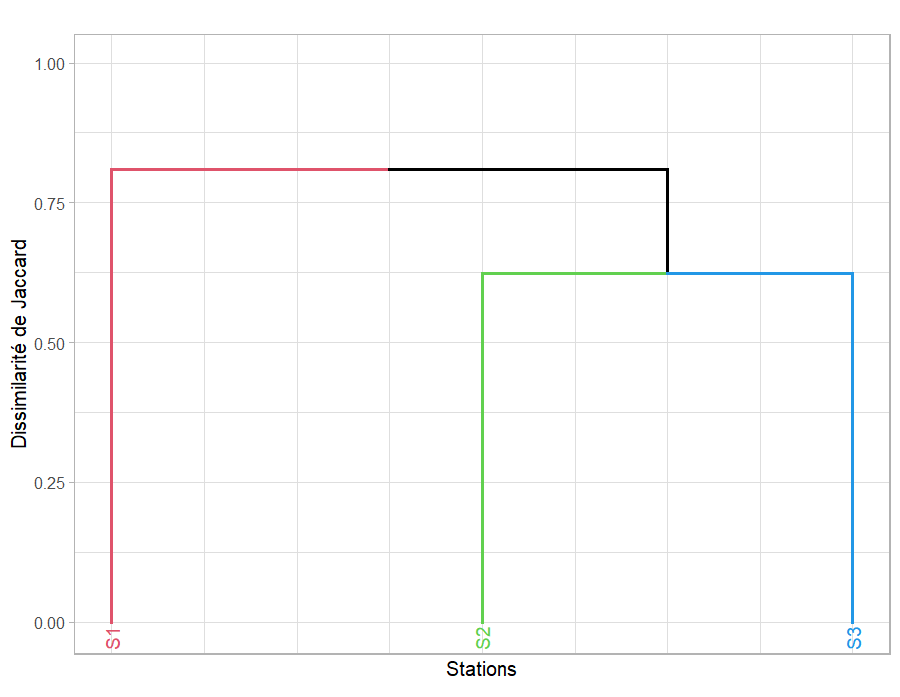 1.00
0.75
0.50
0.25
0.00
Dissimilarité de Jaccard
S1
S2
S3
Stations